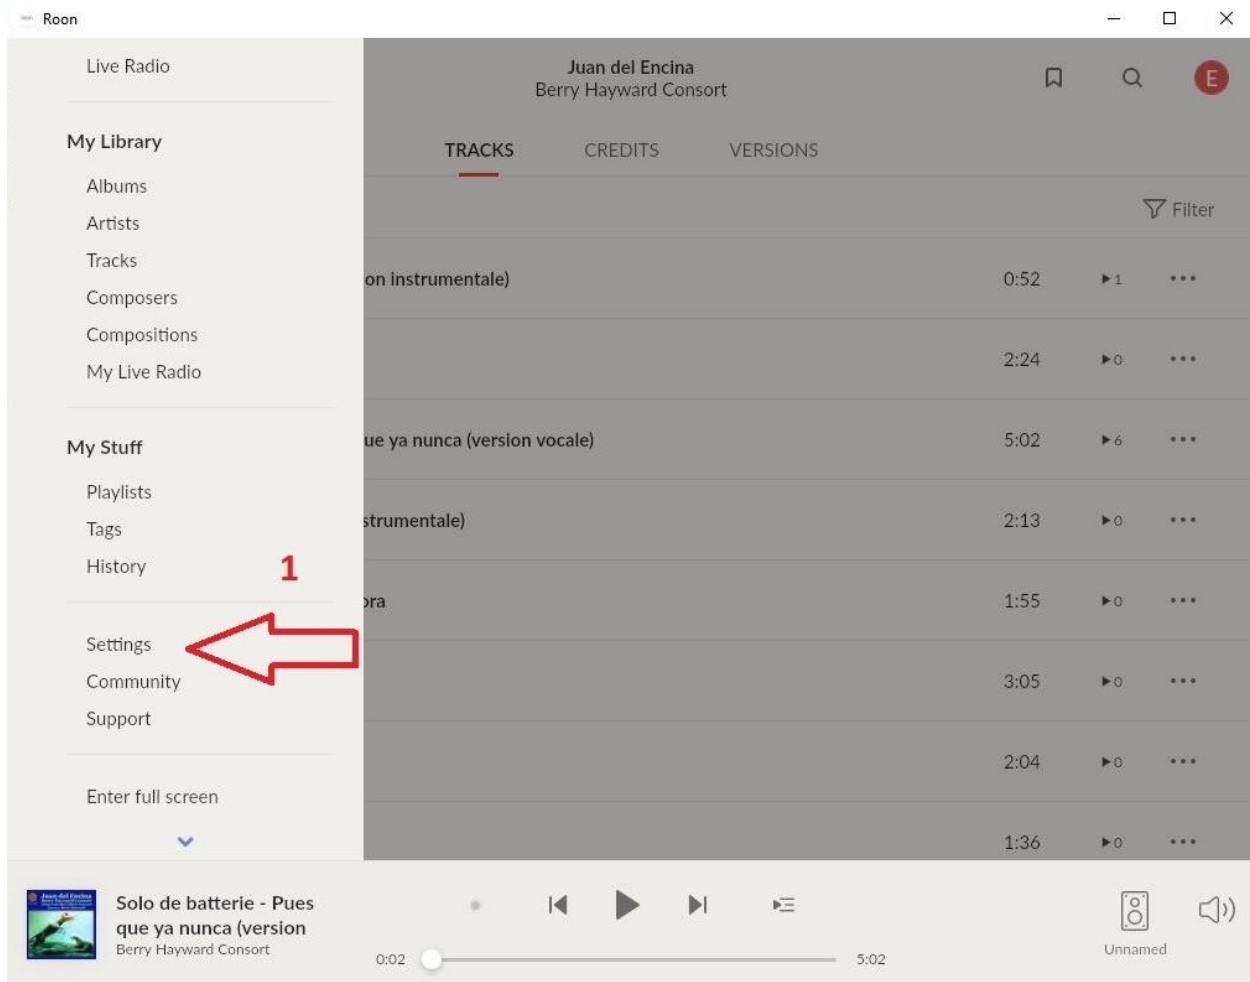 Roon
Live Radio
My Library
Albums
Artists
Tracks
Composers
Compositions
My Live Radio
My Stuff
Playlists
Tags
History
1
Settings
Community
Support
Enter full screen
Juan del Encina
Berry Hayward Consort
E
TRACKS CREDITS VERSIONS
Filter
on instrumentale) 0:52 1
2:24 0
ue ya nunca (version vocale) 5:02 6
strumentale) 2:13 0
ora 1:55 0
3:05 0
2:04 0
1:36 0
Juan del Encina
Solo de batterie - Pues
que ya nunca (version
Berry Hayward Consort
0:02 5:02
Unnamed